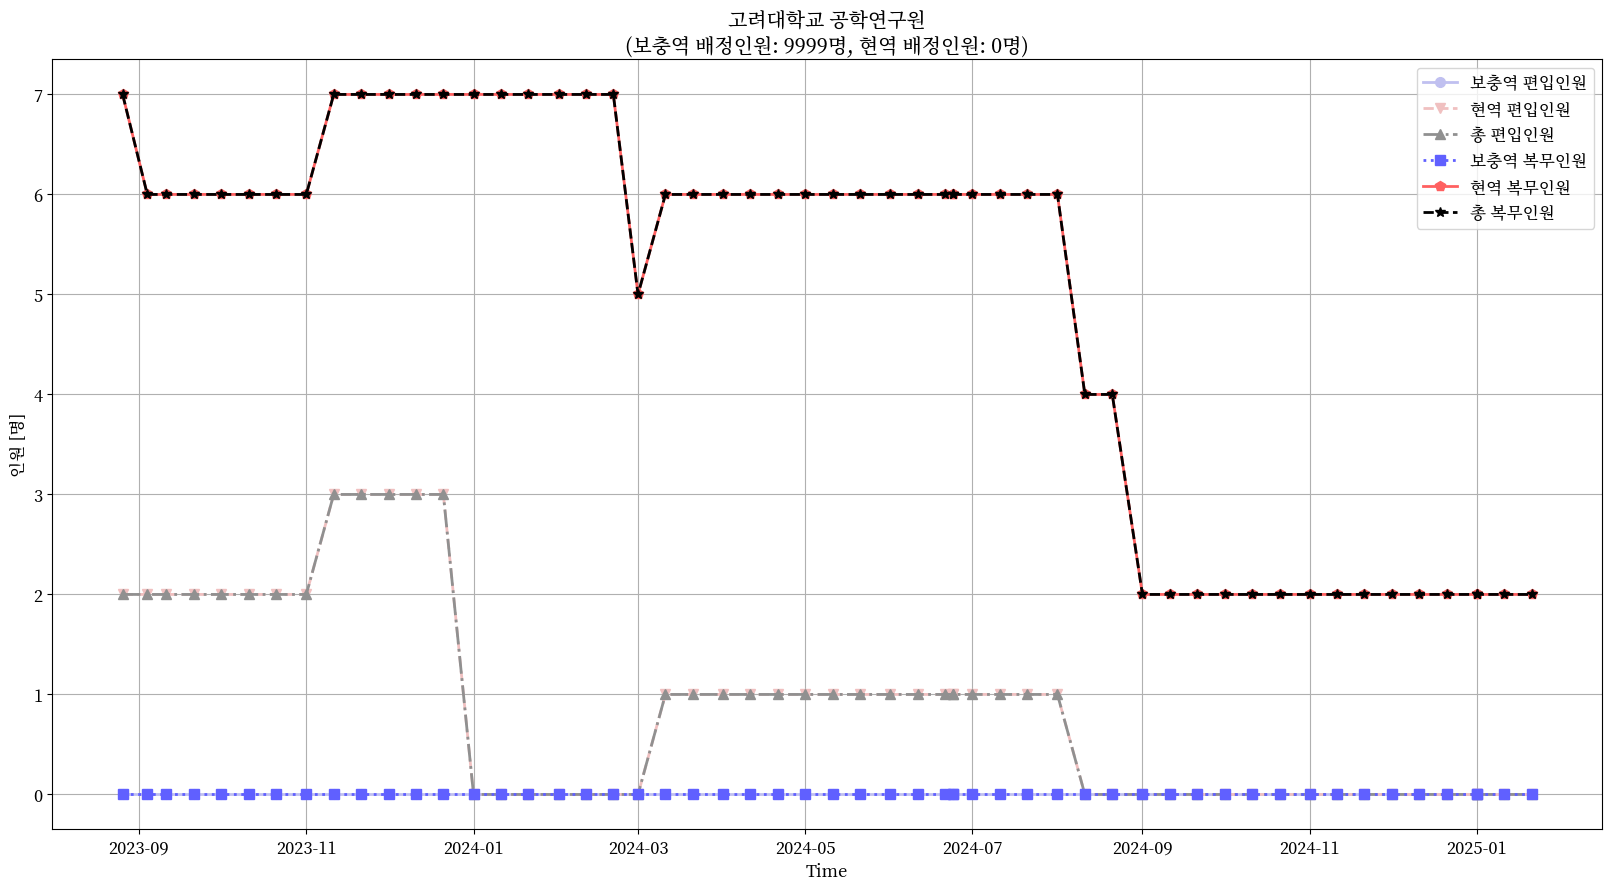 고려대학교 공학연구원
(보충역 배정인원: 9999명, 현역 배정인원: 0명)
보충역 편입인원
현역 편입인원
총 편입인원
보충역 복무인원
현역 복무인원
총 복무인원
인원 [명]
7
6
5
4
3
2
1
0
2023-09 2023-11 2024-01 2024-03 2024-05 2024-07 2024-09 2024-11 2025-01
Time